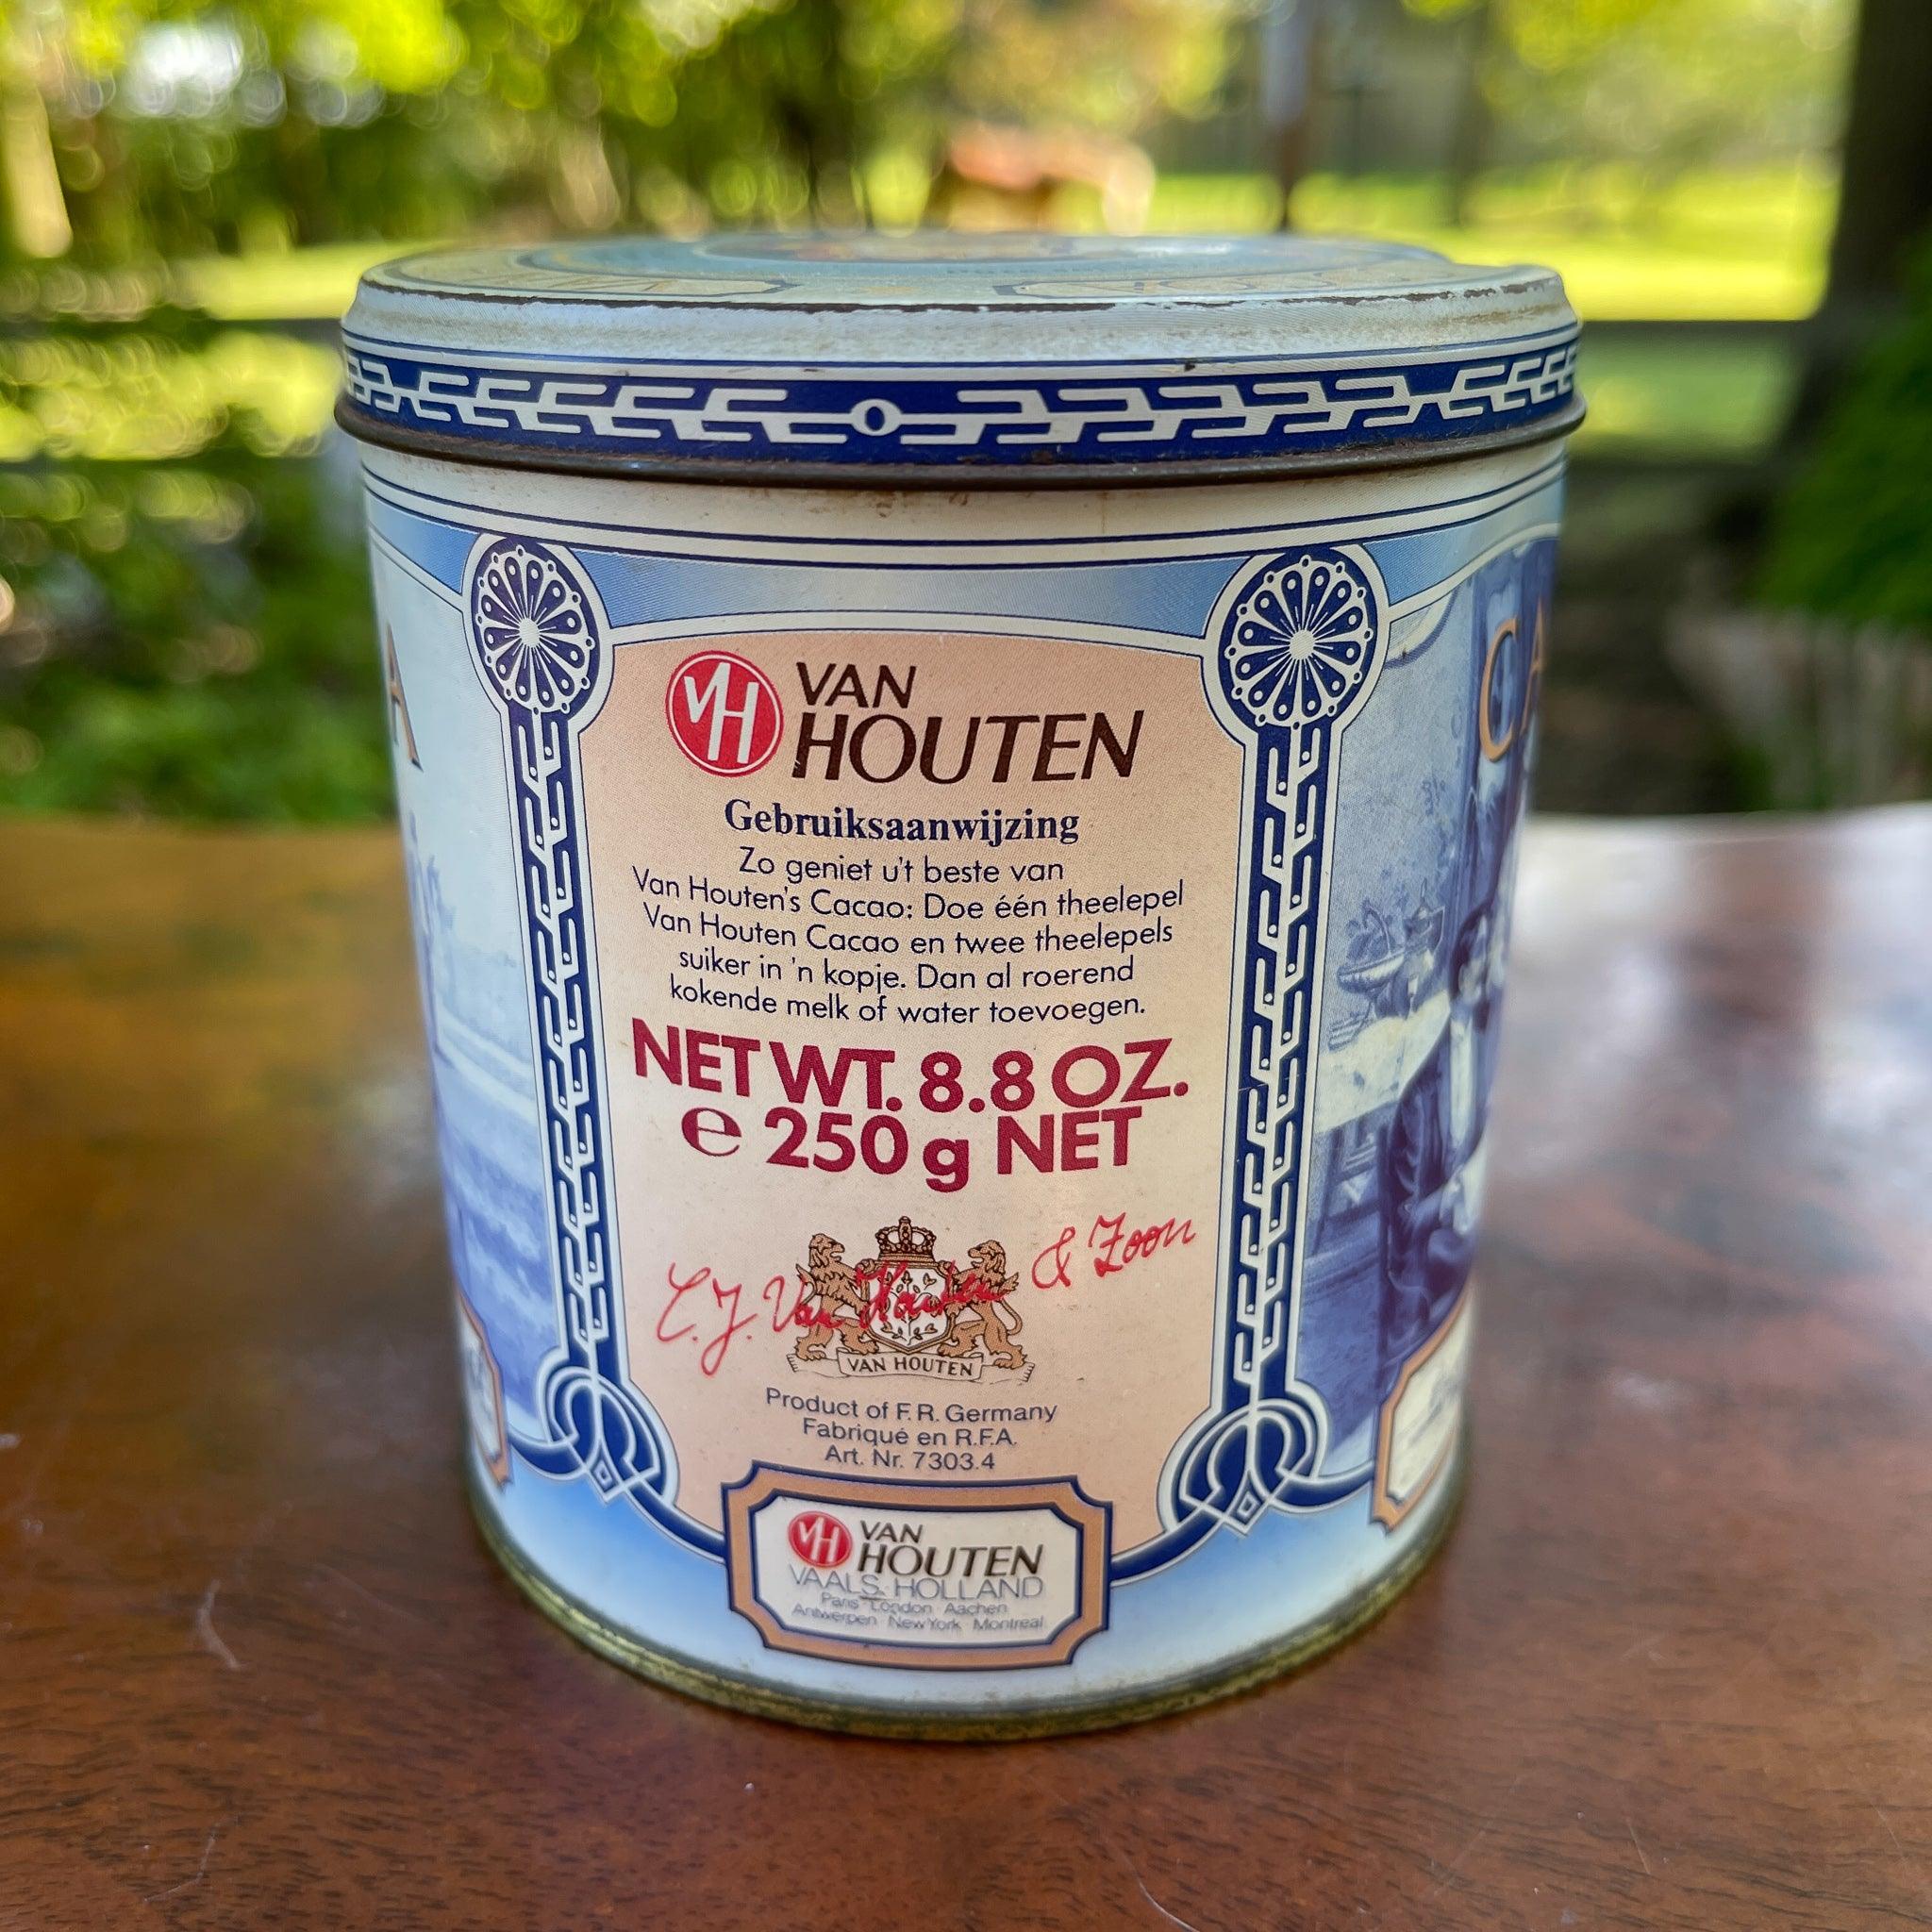 VH VAN
HOUTEN
Gebruiksaanwijzing
Zo geniet u't beste van
Van Houten's Cacao: Doe één theelepel
Van Houten Cacao en twee theelepels
suiker in 'n kopje. Dan al roerend
kokende melk of water toevoegen.
NET WT. 8.8 OZ.
e 250 g NET
C.J. Van Houten & Zoon
VAN HOUTEN
Product of F.R. Germany
Fabriqué en R.F.A.
Art. Nr. 7303.4
VH VAN
HOUTEN
VAALS·HOLLAND
Paris · London · Aachen
Antwerpen · New York · Montreal
A
CA